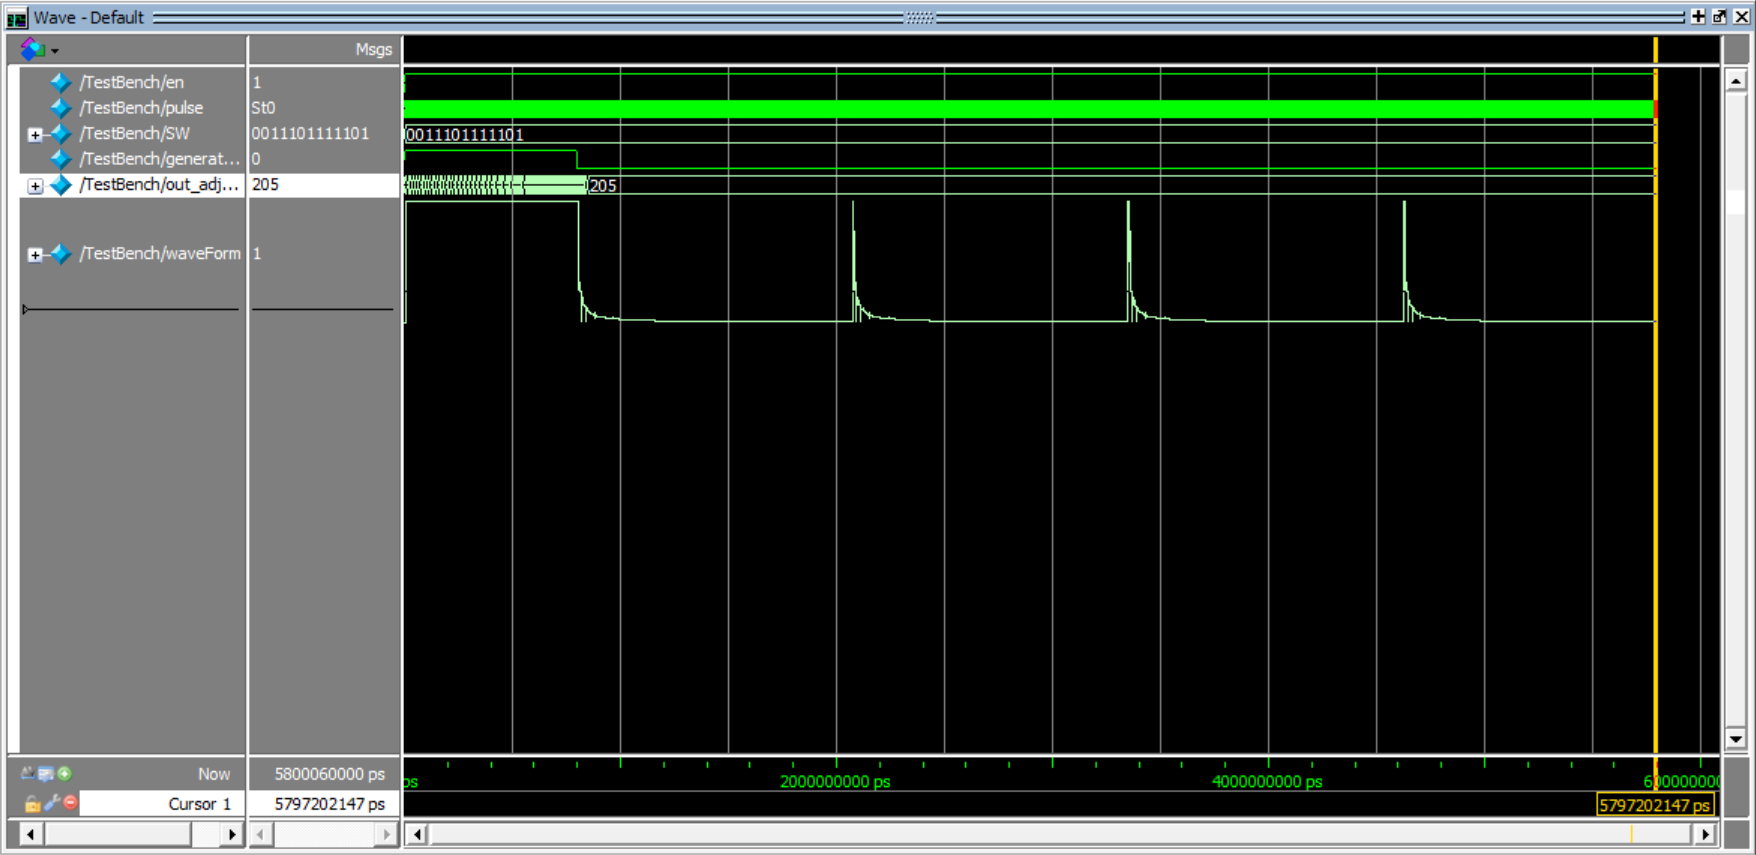 Wave - Default
Msgs
/TestBench/en 1
/TestBench/pulse St0
/TestBench/SW 0011101111101 0011101111101
/TestBench/generat... 0
/TestBench/out_adj... 205 205
/TestBench/waveForm 1
Now 5800060000 ps ps 2000000000 ps 4000000000 ps
Cursor 1 5797202147 ps 5797202147 ps